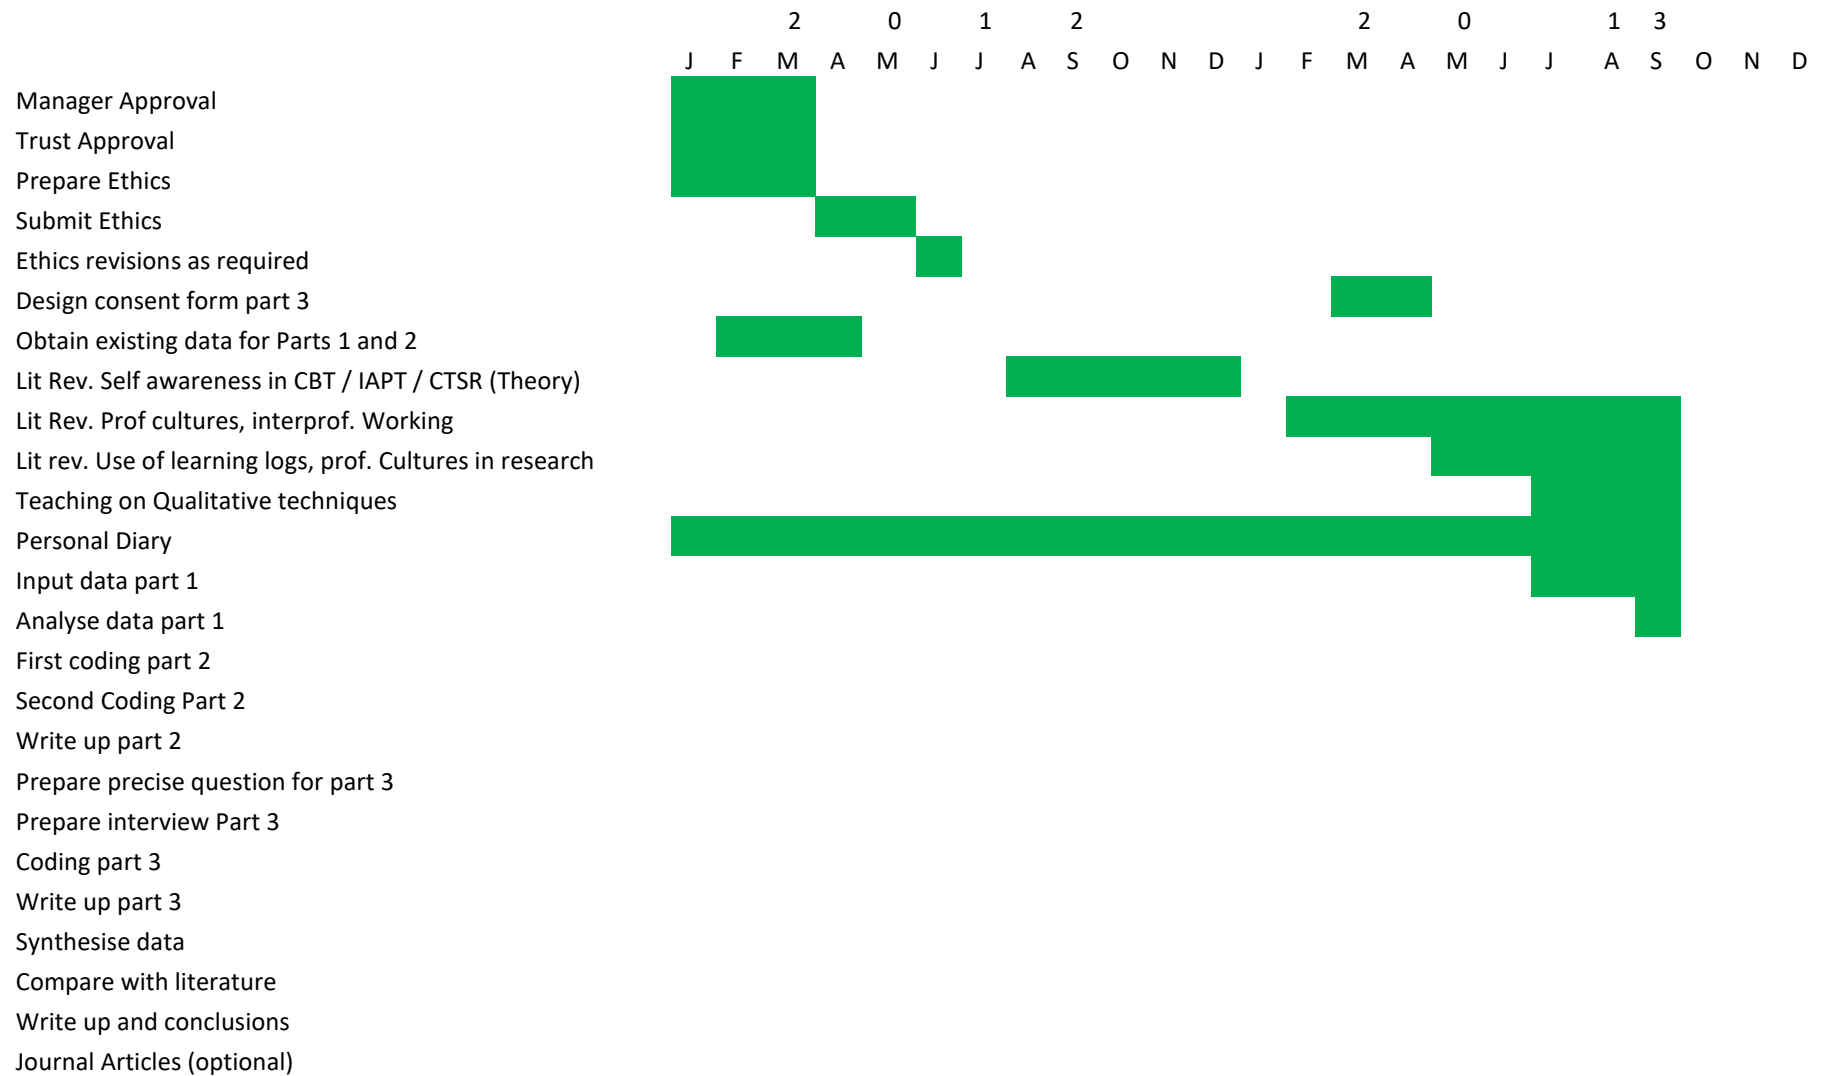 2 0 1 2 2 0 1 3
J F M A M J J A S O N D J F M A M J J A S O N D
Manager Approval
Trust Approval
Prepare Ethics
Submit Ethics
Ethics revisions as required
Design consent form part 3
Obtain existing data for Parts 1 and 2
Lit Rev. Self awareness in CBT / IAPT / CTSR (Theory)
Lit Rev. Prof cultures, interprof. Working
Lit rev. Use of learning logs, prof. Cultures in research
Teaching on Qualitative techniques
Personal Diary
Input data part 1
Analyse data part 1
First coding part 2
Second Coding Part 2
Write up part 2
Prepare precise question for part 3
Prepare interview Part 3
Coding part 3
Write up part 3
Synthesise data
Compare with literature
Write up and conclusions
Journal Articles (optional)